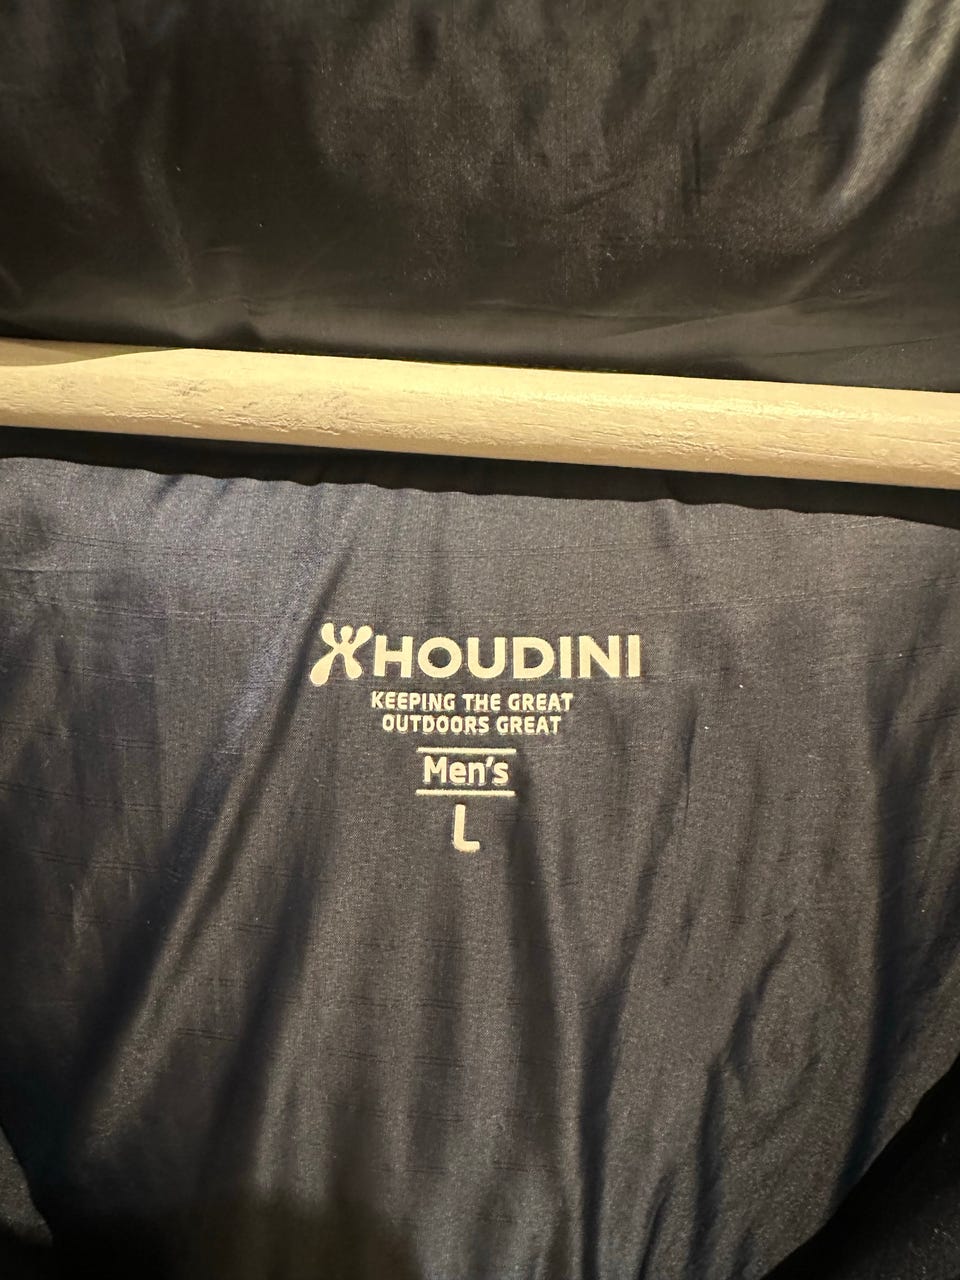 HOUDINI
KEEPING THE GREAT
OUTDOORS GREAT
Men's
L